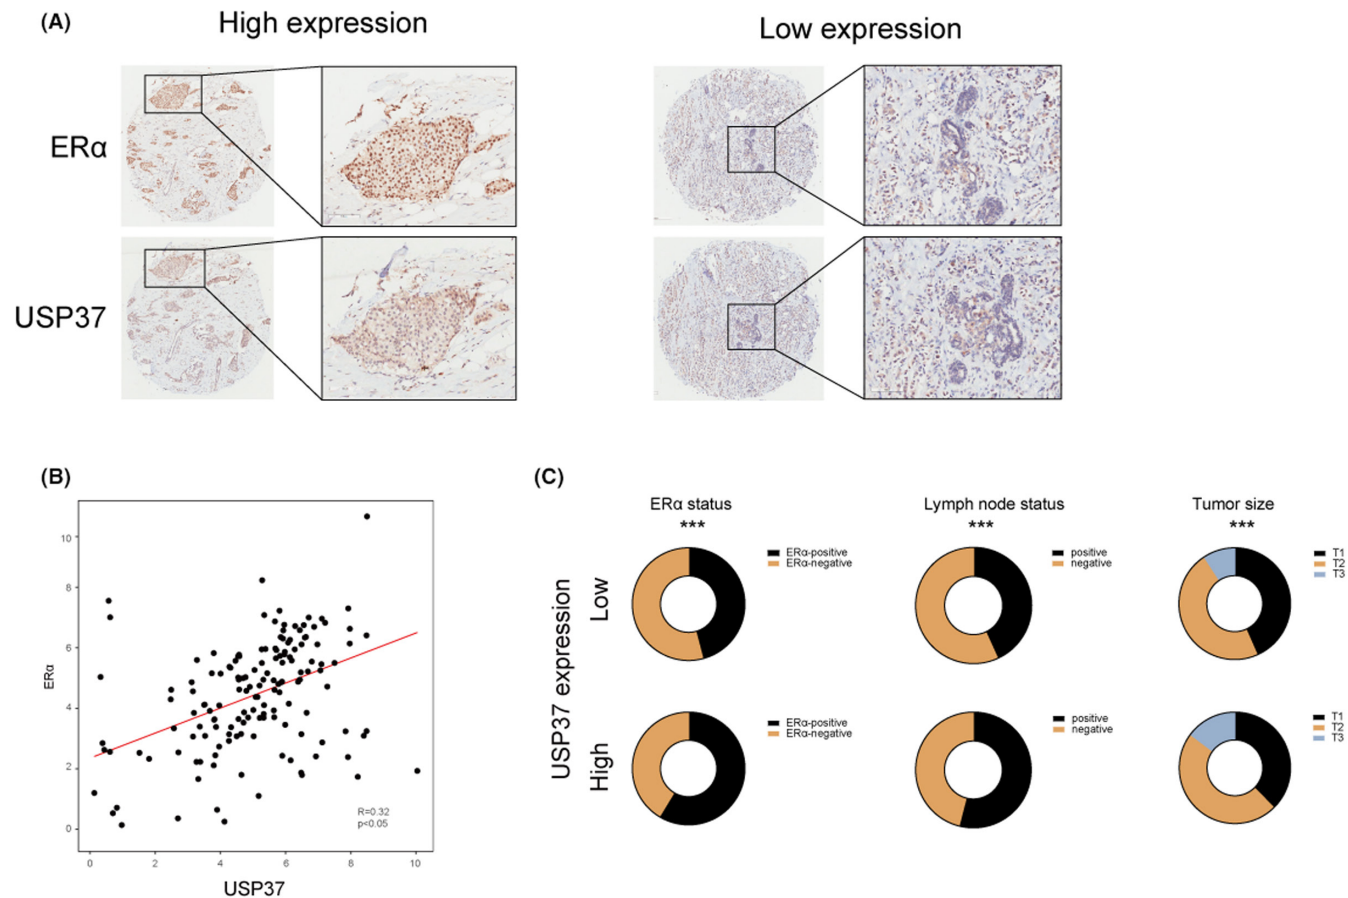 (A)
High expression
Low expression
ERα
USP37
(B)
ERα
10
8
6
4
2
0
R=0.32
p<0.05
0 2 4 6 8 10
USP37
(C)
USP37 expression
Low
High
ERα status
***
ERα-positive
ERα-negative
Lymph node status
***
positive
negative
Tumor size
***
T1
T2
T3
ERα-positive
ERα-negative
positive
negative
T1
T2
T3